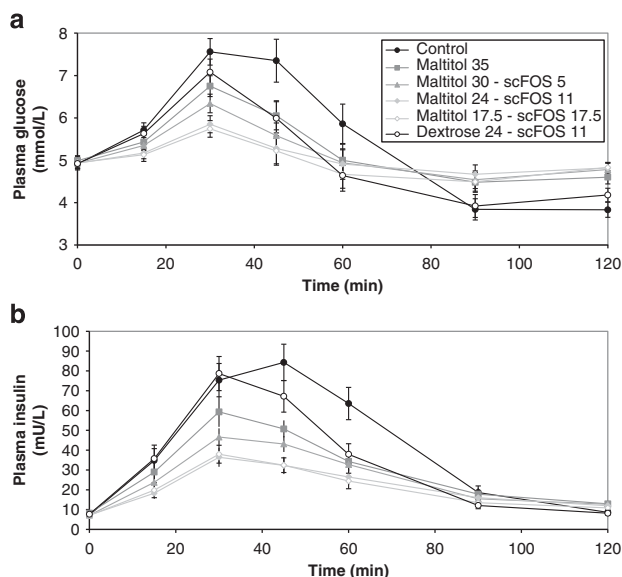 a
8
7
6
5
4
3
Plasma glucose
(mmol/L)
Control
Maltitol 35
Maltitol 30 - scFOS 5
Maltitol 24 - scFOS 11
Maltitol 17.5 - scFOS 17.5
Dextrose 24 - scFOS 11
0 20 40 60 80 100 120
Time (min)
b
100
90
80
70
60
50
40
30
20
10
0
Plasma insulin
(mU/L)
0 20 40 60 80 100 120
Time (min)